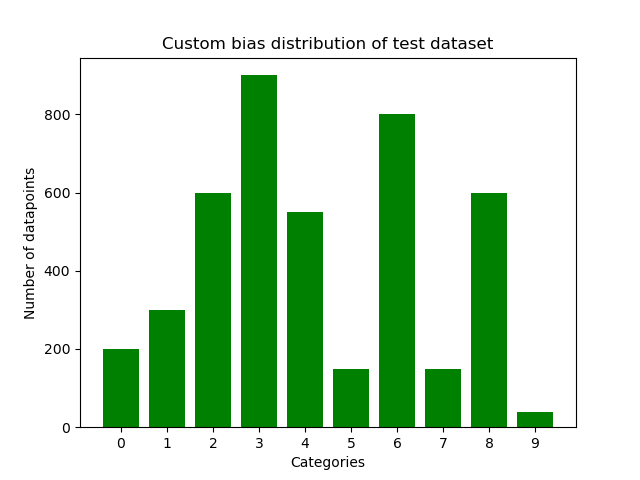 Custom bias distribution of test dataset
800
600
400
200
0
Number of datapoints
0 1 2 3 4 5 6 7 8 9
Categories